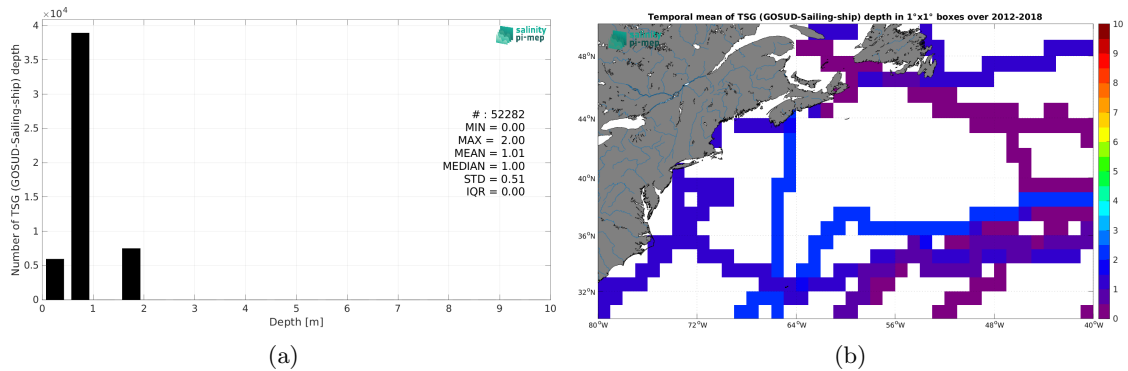 ×10⁴
4
3.5
3
2.5
2
1.5
1
0.5
0
Number of TSG (GOSUD-Sailing-ship) depth
0 1 2 3 4 5 6 7 8 9 10
Depth [m]
salinity
pi-mep
# : 52282
MIN = 0.00
MAX = 2.00
MEAN = 1.01
MEDIAN = 1.00
STD = 0.51
IQR = 0.00
(a)
Temporal mean of TSG (GOSUD-Sailing-ship) depth in 1°x1° boxes over 2012-2018
salinity
pi-mep
48°N
44°N
40°N
36°N
32°N
80°W 72°W 64°W 56°W 48°W 40°W
10
9
8
7
6
5
4
3
2
1
0
(b)